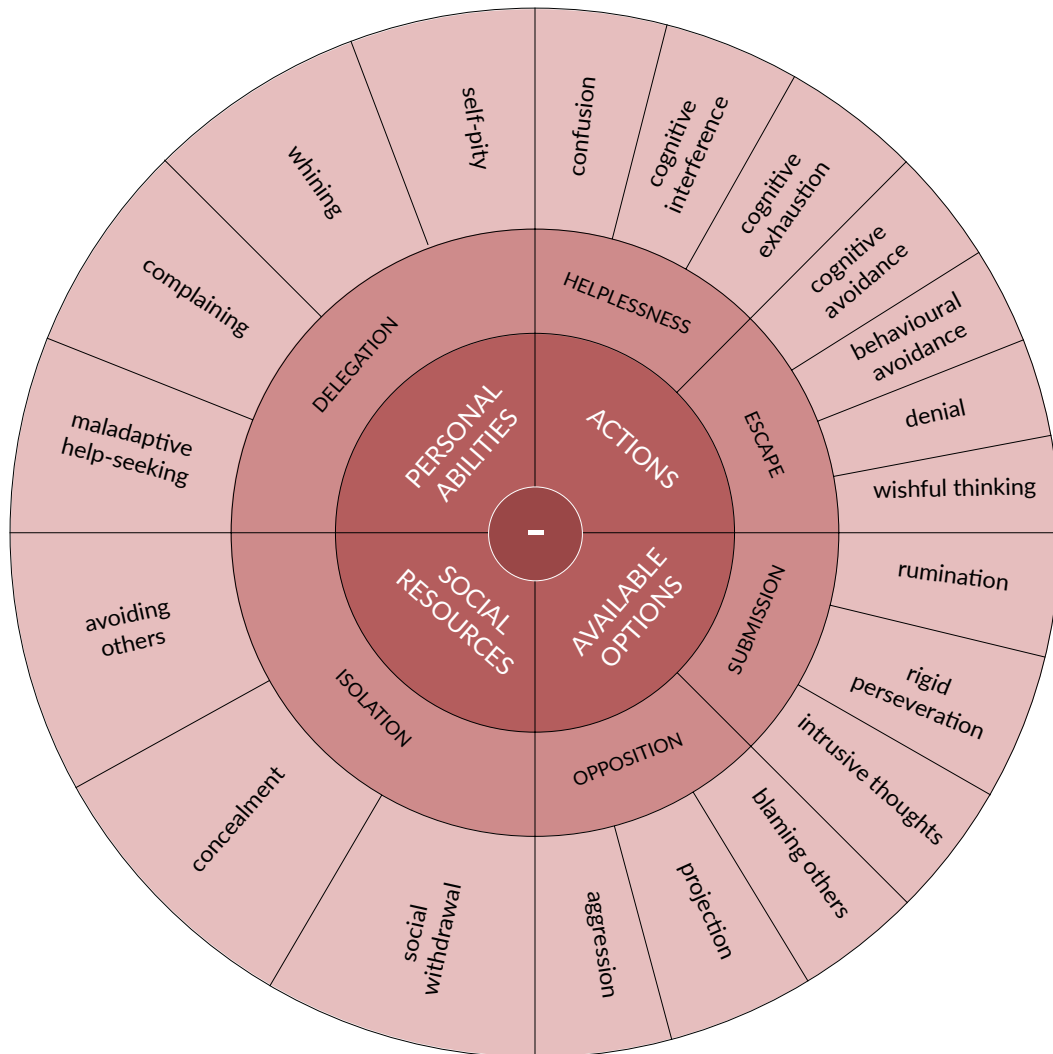 -
PERSONAL
ABILITIES
ACTIONS
AVAILABLE
OPTIONS
SOCIAL
RESOURCES
HELPLESSNESS
ESCAPE
SUBMISSION
OPPOSITION
ISOLATION
DELEGATION
confusion
cognitive
interference
cognitive
exhaustion
cognitive
avoidance
behavioural
avoidance
denial
wishful thinking
rumination
rigid
perseveration
intrusive thoughts
blaming others
projection
aggression
social
withdrawal
concealment
avoiding
others
maladaptive
help-seeking
complaining
whining
self-pity